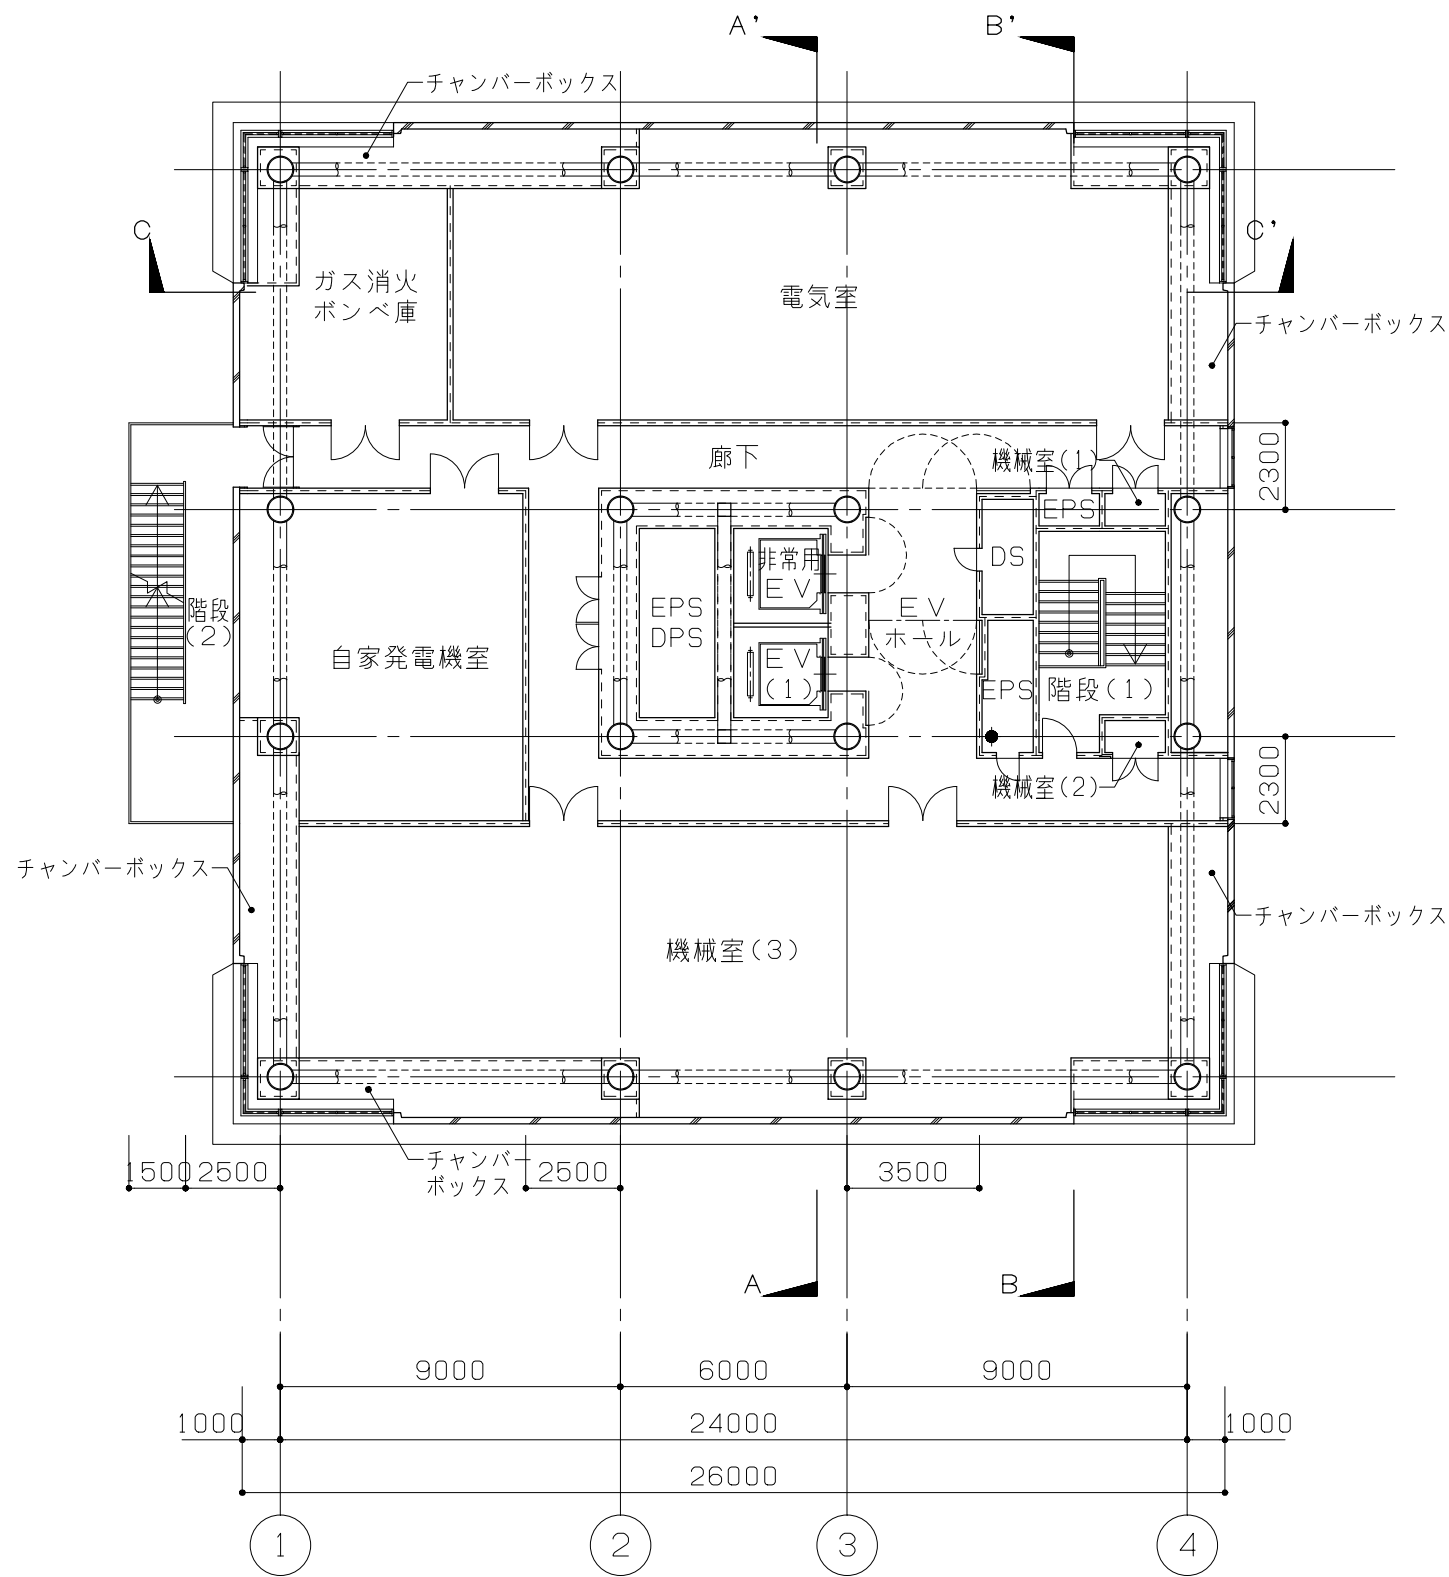 A'
B'
チャンバーボックス
C
C'
ガス消火
ボンベ庫
電気室
チャンバーボックス
廊下
機械室(1)
2300
EPS
DS
非常用
EV
階段
(2)
EPS
DPS
EV
ホール
自家発電機室
EV
(1)
EPS
階段(1)
機械室(2)
2300
チャンバーボックス
チャンバーボックス
機械室(3)
1500
2500
チャンバー
ボックス
2500
3500
A
B
9000
6000
9000
1000
24000
1000
26000
1
2
3
4